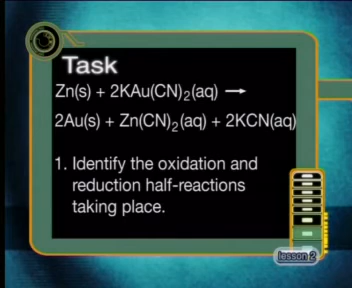 Task
Zn(s) + 2KAu(CN)₂(aq) →
2Au(s) + Zn(CN)₂(aq) + 2KCN(aq)
1. Identify the oxidation and
reduction half-reactions
taking place.
lesson 2